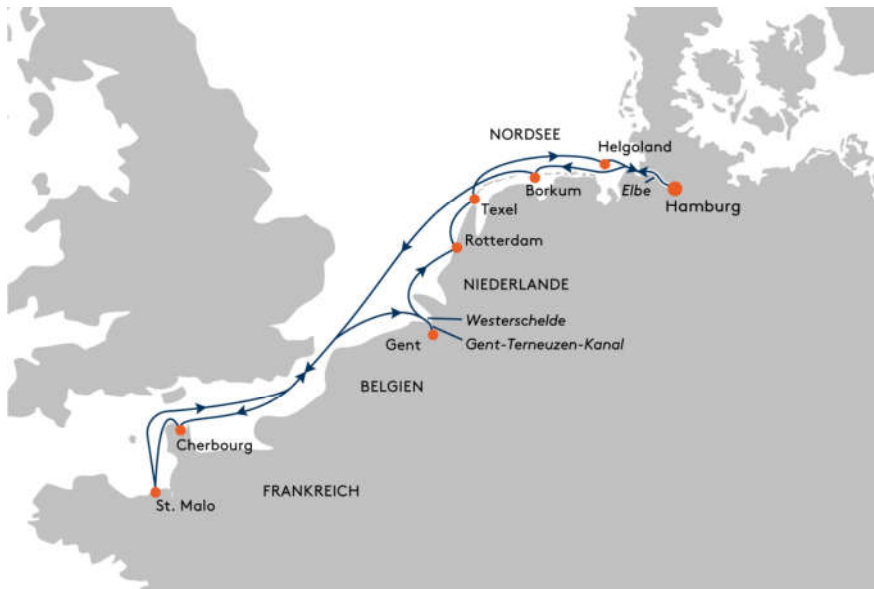 NORDSEE
Helgoland
Borkum
Elbe
Hamburg
Texel
Rotterdam
NIEDERLANDE
Westerschelde
Gent
Gent-Terneuzen-Kanal
BELGIEN
Cherbourg
FRANKREICH
St. Malo